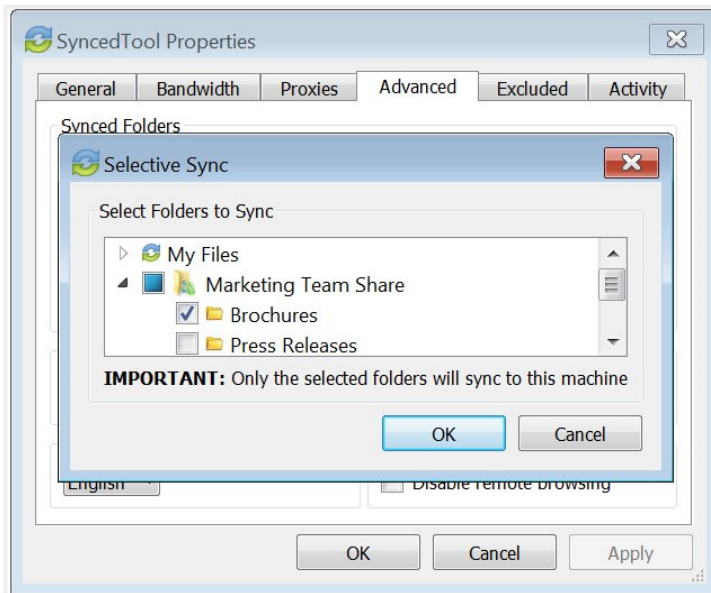 SyncedTool Properties
General Bandwidth Proxies Advanced Excluded Activity
Synced Folders
Selective Sync
Select Folders to Sync
My Files
Marketing Team Share
Brochures
Press Releases
IMPORTANT: Only the selected folders will sync to this machine
OK Cancel
English Disable remote browsing
OK Cancel Apply